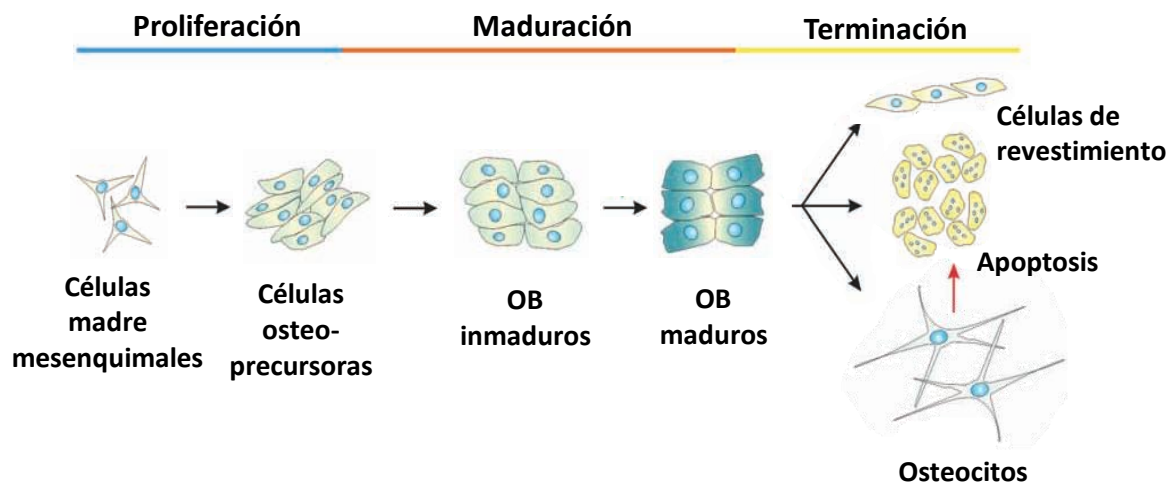 Proliferación
Maduración
Terminación
Células de
revestimiento
Apoptosis
Células
madre
mesenquimales
Células
osteo-
precursoras
OB
inmaduros
OB
maduros
Osteocitos